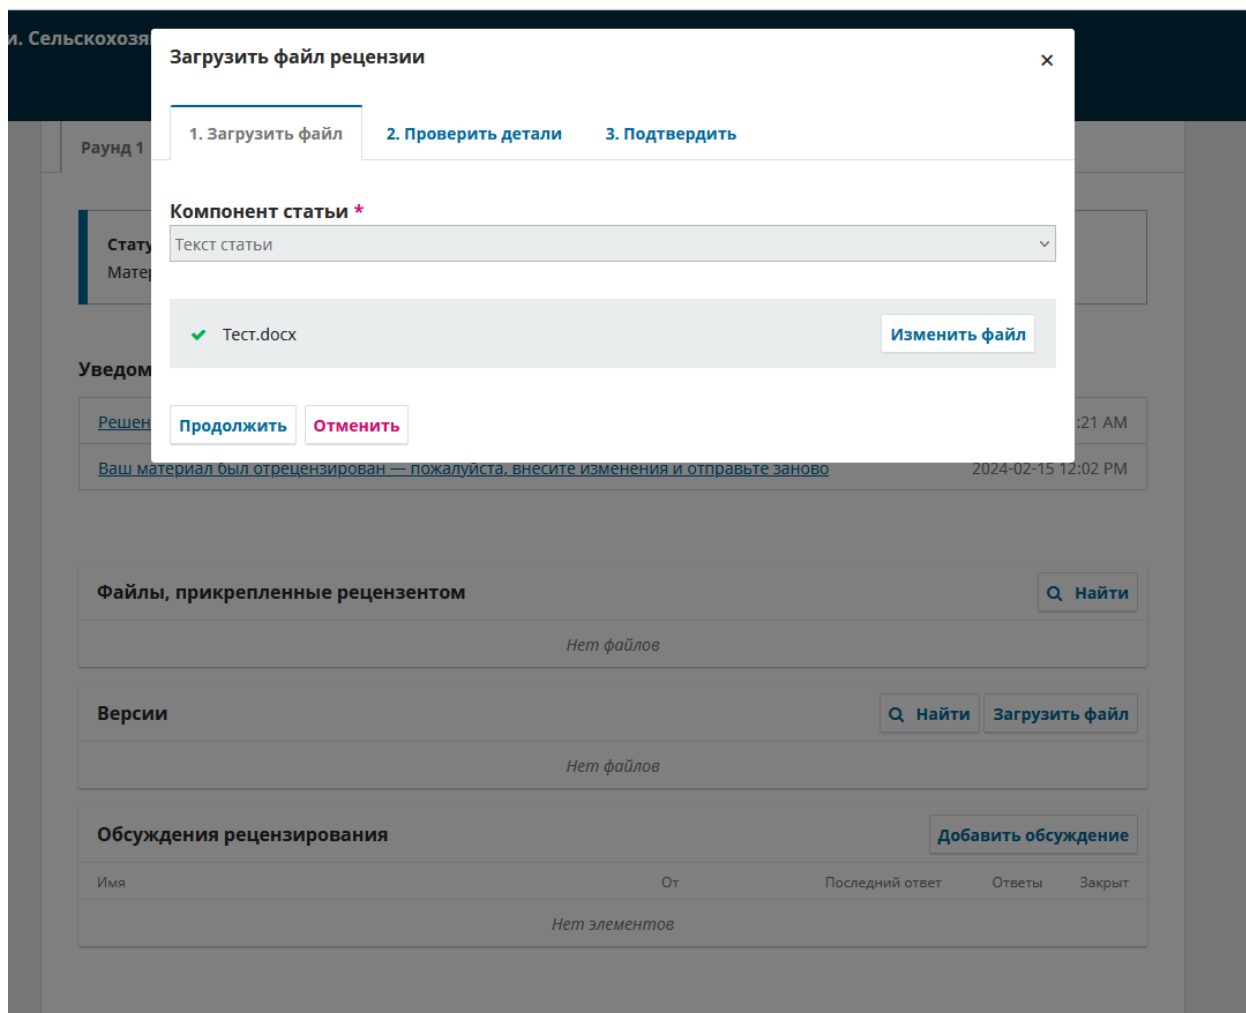 и. Сельскохозя
Загрузить файл рецензии ×
1. Загрузить файл 2. Проверить детали 3. Подтвердить
Раунд 1
Компонент статьи *
Текст статьи
Стату
Матер
✔ Тест.docx Изменить файл
Уведом
Продолжить Отменить
Решен :21 AM
Ваш материал был отрецензирован — пожалуйста, внесите изменения и отправьте заново 2024-02-15 12:02 PM
Файлы, прикрепленные рецензентом Найти
Нет файлов
Версии Найти Загрузить файл
Нет файлов
Обсуждения рецензирования Добавить обсуждение
Имя От Последний ответ Ответы Закрыт
Нет элементов